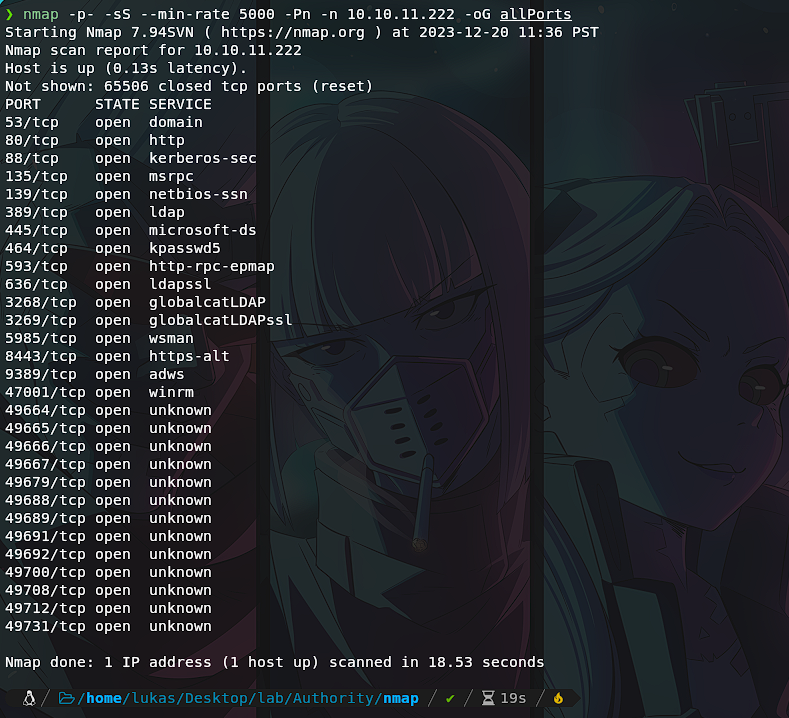 ❯ nmap -p- -sS --min-rate 5000 -Pn -n 10.10.11.222 -oG allPorts
Starting Nmap 7.94SVN ( https://nmap.org ) at 2023-12-20 11:36 PST
Nmap scan report for 10.10.11.222
Host is up (0.13s latency).
Not shown: 65506 closed tcp ports (reset)
PORT      STATE SERVICE
53/tcp    open  domain
80/tcp    open  http
88/tcp    open  kerberos-sec
135/tcp   open  msrpc
139/tcp   open  netbios-ssn
389/tcp   open  ldap
445/tcp   open  microsoft-ds
464/tcp   open  kpasswd5
593/tcp   open  http-rpc-epmap
636/tcp   open  ldapssl
3268/tcp  open  globalcatLDAP
3269/tcp  open  globalcatLDAPssl
5985/tcp  open  wsman
8443/tcp  open  https-alt
9389/tcp  open  adws
47001/tcp open  winrm
49664/tcp open  unknown
49665/tcp open  unknown
49666/tcp open  unknown
49667/tcp open  unknown
49679/tcp open  unknown
49688/tcp open  unknown
49689/tcp open  unknown
49691/tcp open  unknown
49692/tcp open  unknown
49700/tcp open  unknown
49708/tcp open  unknown
49712/tcp open  unknown
49731/tcp open  unknown
Nmap done: 1 IP address (1 host up) scanned in 18.53 seconds
/ /home/lukas/Desktop/lab/Authority/nmap / ✔ / 19s /